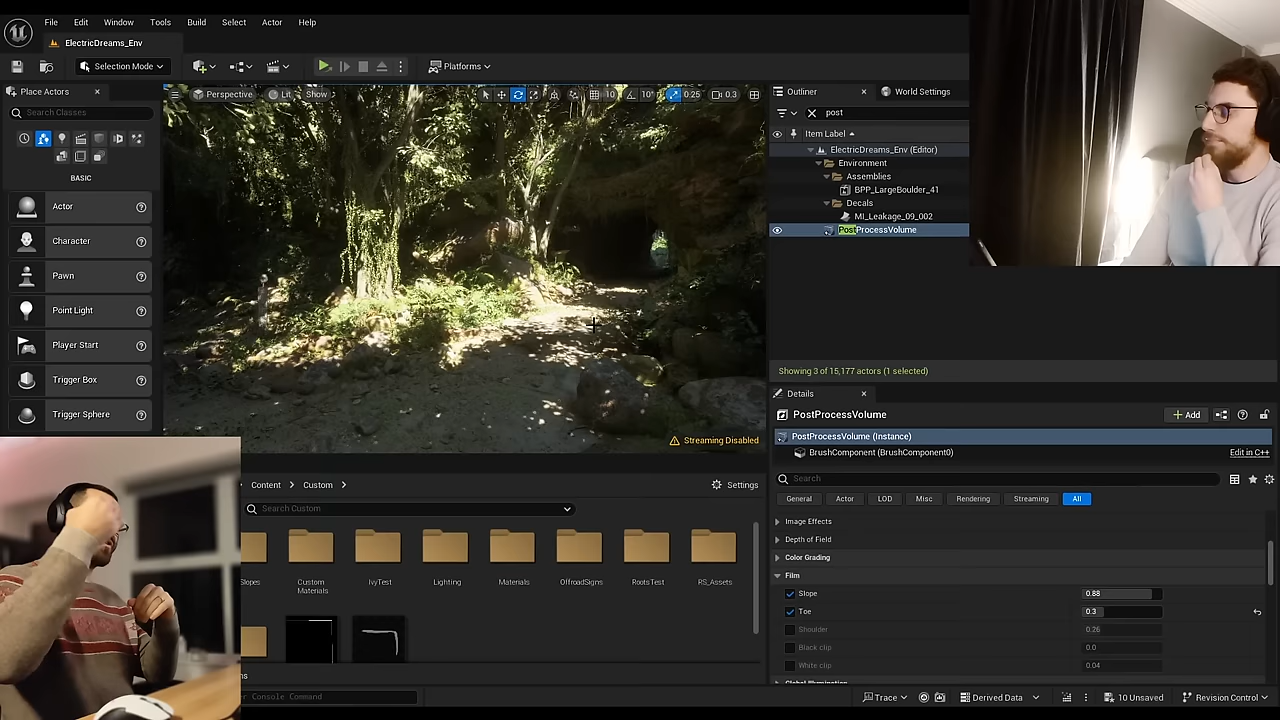 File Edit Window Tools Build Select Actor Help
ElectricDreams_Env
Selection Mode
Platforms
Place Actors
Search Classes
BASIC
Actor
Character
Pawn
Point Light
Player Start
Trigger Box
Trigger Sphere
Perspective Lit Show 10 10° 0.25 0.3
Streaming Disabled
Outliner World Settings
post
Item Label
ElectricDreams_Env (Editor)
Environment
Assemblies
BPP_LargeBoulder_41
Decals
MI_Leakage_09_002
PostProcessVolume
Showing 3 of 15,177 actors (1 selected)
Details
PostProcessVolume
Add
PostProcessVolume (Instance)
BrushComponent (BrushComponent0) Edit in C++
Search
General Actor LOD Misc Rendering Streaming All
Image Effects
Depth of Field
Color Grading
Film
Slope 0.88
Toe 0.3
Shoulder 0.26
Black clip 0.0
White clip 0.04
Content Custom Settings
Search Custom
Custom Materials
IvyTest
Lighting
Materials
OffroadSigns
RootsTest
RS_Assets
Console Command
Trace Derived Data 10 Unsaved Revision Control